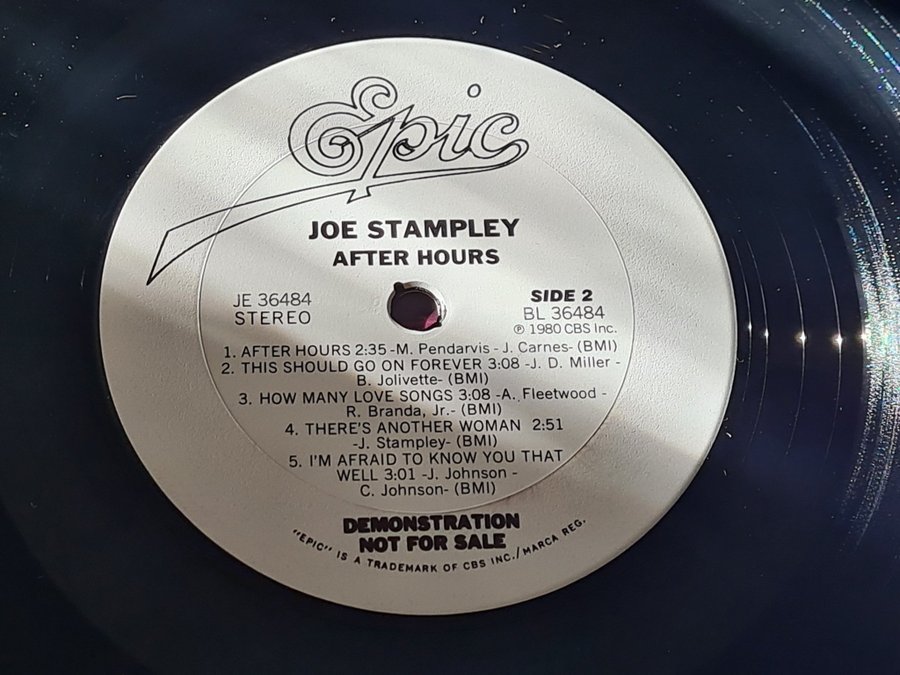 Epic
JOE STAMPLEY
AFTER HOURS
JE 36484
STEREO
SIDE 2
BL 36484
℗ 1980 CBS Inc.
1. AFTER HOURS 2:35 -M. Pendarvis - J. Carnes- (BMI)
2. THIS SHOULD GO ON FOREVER 3:08 -J. D. Miller -
B. Jolivette- (BMI)
3. HOW MANY LOVE SONGS 3:08 -A. Fleetwood -
R. Branda, Jr.- (BMI)
4. THERE'S ANOTHER WOMAN 2:51
-J. Stampley- (BMI)
5. I'M AFRAID TO KNOW YOU THAT
WELL 3:01 -J. Johnson -
C. Johnson- (BMI)
DEMONSTRATION
NOT FOR SALE
"EPIC" IS A TRADEMARK OF CBS INC./MARCA REG.